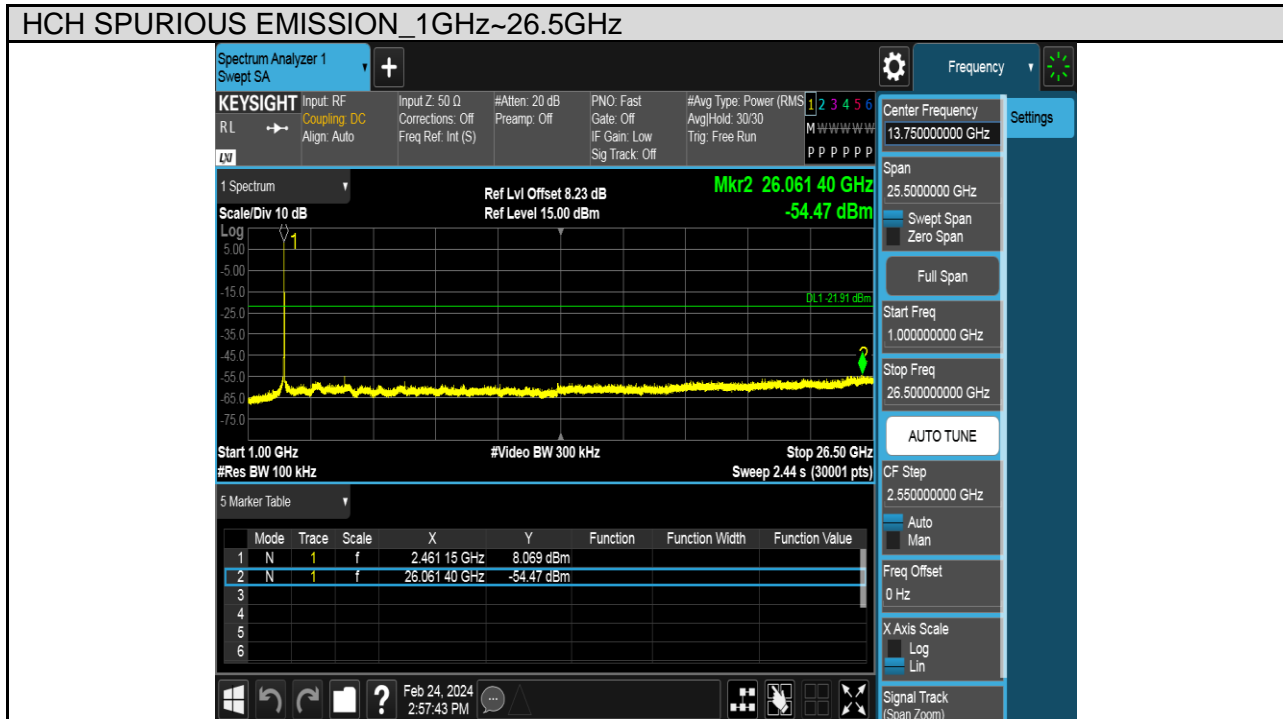 HCH SPURIOUS EMISSION_1GHz~26.5GHz
Spectrum Analyzer 1
Swept SA
+
Frequency
KEYSIGHT
RL
LXI
Input: RF
Coupling: DC
Align: Auto
Input Z: 50 Ω
Corrections: Off
Freq Ref: Int (S)
#Atten: 20 dB
Preamp: Off
PNO: Fast
Gate: Off
IF Gain: Low
Sig Track: Off
#Avg Type: Power (RMS
Avg|Hold: 30/30
Trig: Free Run
1 2 3 4 5 6
M W W W W W
P P P P P P
1 Spectrum
Scale/Div 10 dB
Ref Lvl Offset 8.23 dB
Ref Level 15.00 dBm
Mkr2 26.061 40 GHz
-54.47 dBm
Log
1
5.00
-5.00
-15.0
DL1 -21.91 dBm
-25.0
-35.0
-45.0
2
-55.0
-65.0
-75.0
Start 1.00 GHz
#Video BW 300 kHz
Stop 26.50 GHz
#Res BW 100 kHz
Sweep 2.44 s (30001 pts)
5 Marker Table
Mode Trace Scale X Y Function Function Width Function Value
1 N 1 f 2.461 15 GHz 8.069 dBm
2 N 1 f 26.061 40 GHz -54.47 dBm
3
4
5
6
Center Frequency
13.750000000 GHz
Settings
Span
25.5000000 GHz
Swept Span
Zero Span
Full Span
Start Freq
1.000000000 GHz
Stop Freq
26.500000000 GHz
AUTO TUNE
CF Step
2.550000000 GHz
Auto
Man
Freq Offset
0 Hz
X Axis Scale
Log
Lin
Signal Track
(Span Zoom)
?
Feb 24, 2024
2:57:43 PM